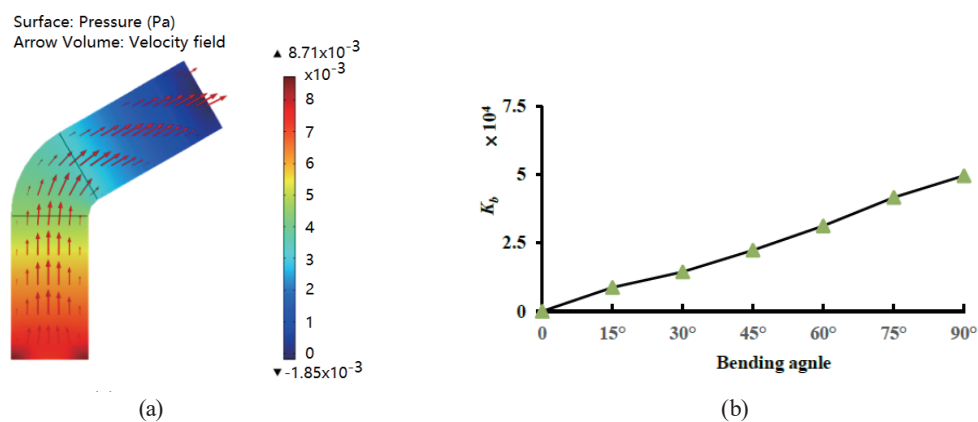 Surface: Pressure (Pa)
Arrow Volume: Velocity field
▲ 8.71x10⁻³
x10⁻³
8
7
6
5
4
3
2
1
0
▼ -1.85x10⁻³
(a)
7.5
× 10⁴
5
K_b
2.5
0
0 15° 30° 45° 60° 75° 90°
Bending agnle
(b)